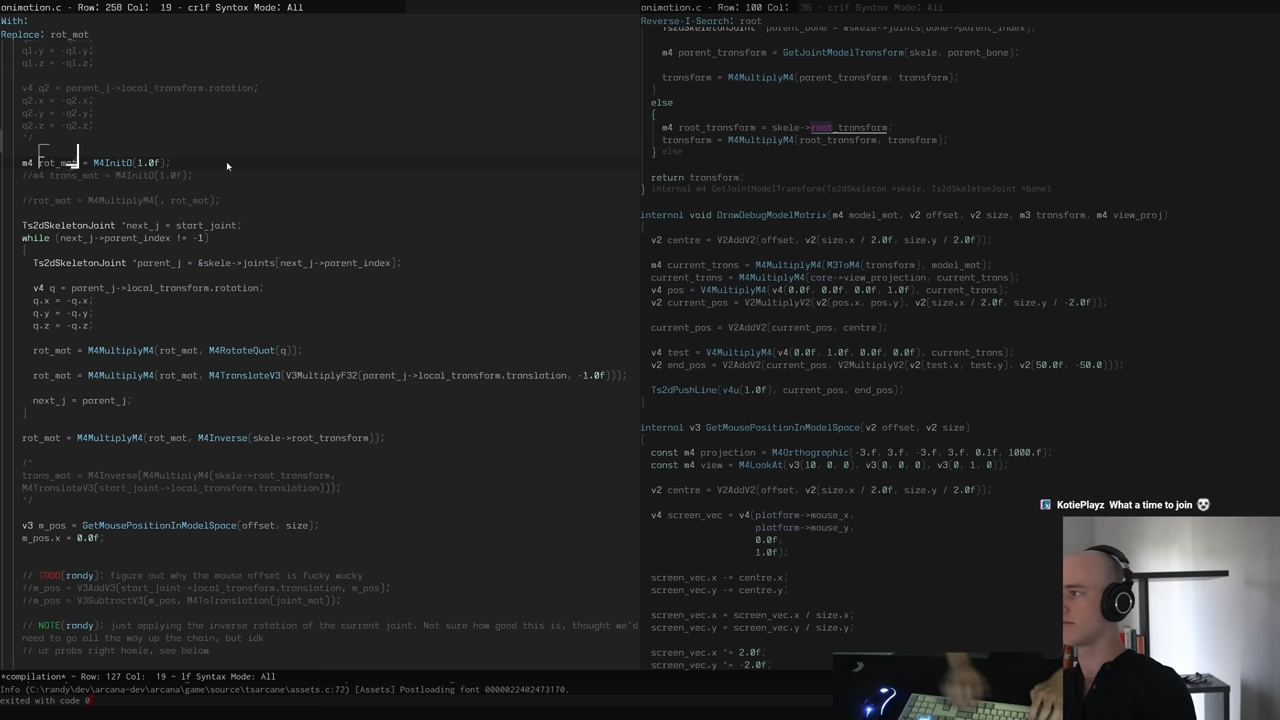 animation.c - Row: 258 Col: 19 - crlf Syntax Mode: All
With:
Replace: rot_mat
q1.y = -q1.y;
q1.z = -q1.z;
v4 q2 = parent_j->local_transform.rotation;
q2.x = -q2.x;
q2.y = -q2.y;
q2.z = -q2.z;
*/
m4 rot_mat = M4InitD(1.0f);
//m4 trans_mat = M4InitD(1.0f);
//rot_mat = M4MultiplyM4(, rot_mat);
Ts2dSkeletonJoint *next_j = start_joint;
while (next_j->parent_index != -1)
{
Ts2dSkeletonJoint *parent_j = &skele->joints[next_j->parent_index];
v4 q = parent_j->local_transform.rotation;
q.x = -q.x;
q.y = -q.y;
q.z = -q.z;
rot_mat = M4MultiplyM4(rot_mat, M4RotateQuat(q));
rot_mat = M4MultiplyM4(rot_mat, M4TranslateV3(V3MultiplyF32(parent_j->local_transform.translation, -1.0f)));
next_j = parent_j;
}
rot_mat = M4MultiplyM4(rot_mat, M4Inverse(skele->root_transform));
/*
trans_mat = M4Inverse(M4MultiplyM4(skele->root_transform,
M4TranslateV3(start_joint->local_transform.translation)));
*/
v3 m_pos = GetMousePositionInModelSpace(offset, size);
m_pos.x = 0.0f;
// TODO(randy): figure out why the mouse offset is fucky wucky
//m_pos = V3AddV3(start_joint->local_transform.translation, m_pos);
//m_pos = V3SubtractV3(m_pos, M4ToTranslation(joint_mat));
// NOTE(randy): just applying the inverse rotation of the current joint. Not sure how good this is, thought we'd
need to go all the way up the chain, but idk
// ur probs right homie, see below
animation.c - Row: 100 Col: 36 - crlf Syntax Mode: All
Reverse-I-Search: root
Ts2dSkeletonJoint *parent_bone = &skele->joints[bone->parent_index];
m4 parent_transform = GetJointModelTransform(skele, parent_bone);
transform = M4MultiplyM4(parent_transform, transform);
}
else
{
m4 root_transform = skele->root_transform;
transform = M4MultiplyM4(root_transform, transform);
} else
return transform;
} internal m4 GetJointModelTransform(Ts2dSkeleton *skele, Ts2dSkeletonJoint *bone)
internal void DrawDebugModelMatrix(m4 model_mat, v2 offset, v2 size, m3 transform, m4 view_proj)
{
v2 centre = V2AddV2(offset, v2(size.x / 2.0f, size.y / 2.0f));
m4 current_trans = M4MultiplyM4(M3ToM4(transform), model_mat);
current_trans = M4MultiplyM4(core->view_projection, current_trans);
v4 pos = V4MultiplyM4(v4(0.0f, 0.0f, 0.0f, 1.0f), current_trans);
v2 current_pos = V2MultiplyV2(v2(pos.x, pos.y), v2(size.x / 2.0f, size.y / -2.0f));
current_pos = V2AddV2(current_pos, centre);
v4 test = V4MultiplyM4(v4(0.0f, 1.0f, 0.0f, 0.0f), current_trans);
v2 end_pos = V2AddV2(current_pos, V2MultiplyV2(v2(test.x, test.y), v2(50.0f, -50.0)));
Ts2dPushLine(v4u(1.0f), current_pos, end_pos);
}
internal v3 GetMousePositionInModelSpace(v2 offset, v2 size)
{
const m4 projection = M4Orthographic(-3.f, 3.f, -3.f, 3.f, 0.1f, 1000.f);
const m4 view = M4LookAt(v3(10, 0, 0), v3(0, 0, 0), v3(0, 1, 0));
v2 centre = V2AddV2(offset, v2(size.x / 2.0f, size.y / 2.0f));
v4 screen_vec = v4(platform->mouse_x,
platform->mouse_y,
0.0f,
1.0f);
screen_vec.x -= centre.x;
screen_vec.y -= centre.y;
screen_vec.x = screen_vec.x / size.x;
screen_vec.y = screen_vec.y / size.y;
screen_vec.x *= 2.0f;
screen_vec.y *= -2.0f;
KotiePlayz What a time to join 💀
*compilation* - Row: 127 Col: 19 - lf Syntax Mode: All
Info (C:\randy\dev\arcana-dev\arcana\game\source\tsarcane\assets.c:72) [Assets] Postloading font 0000022402473170.
exited with code 0